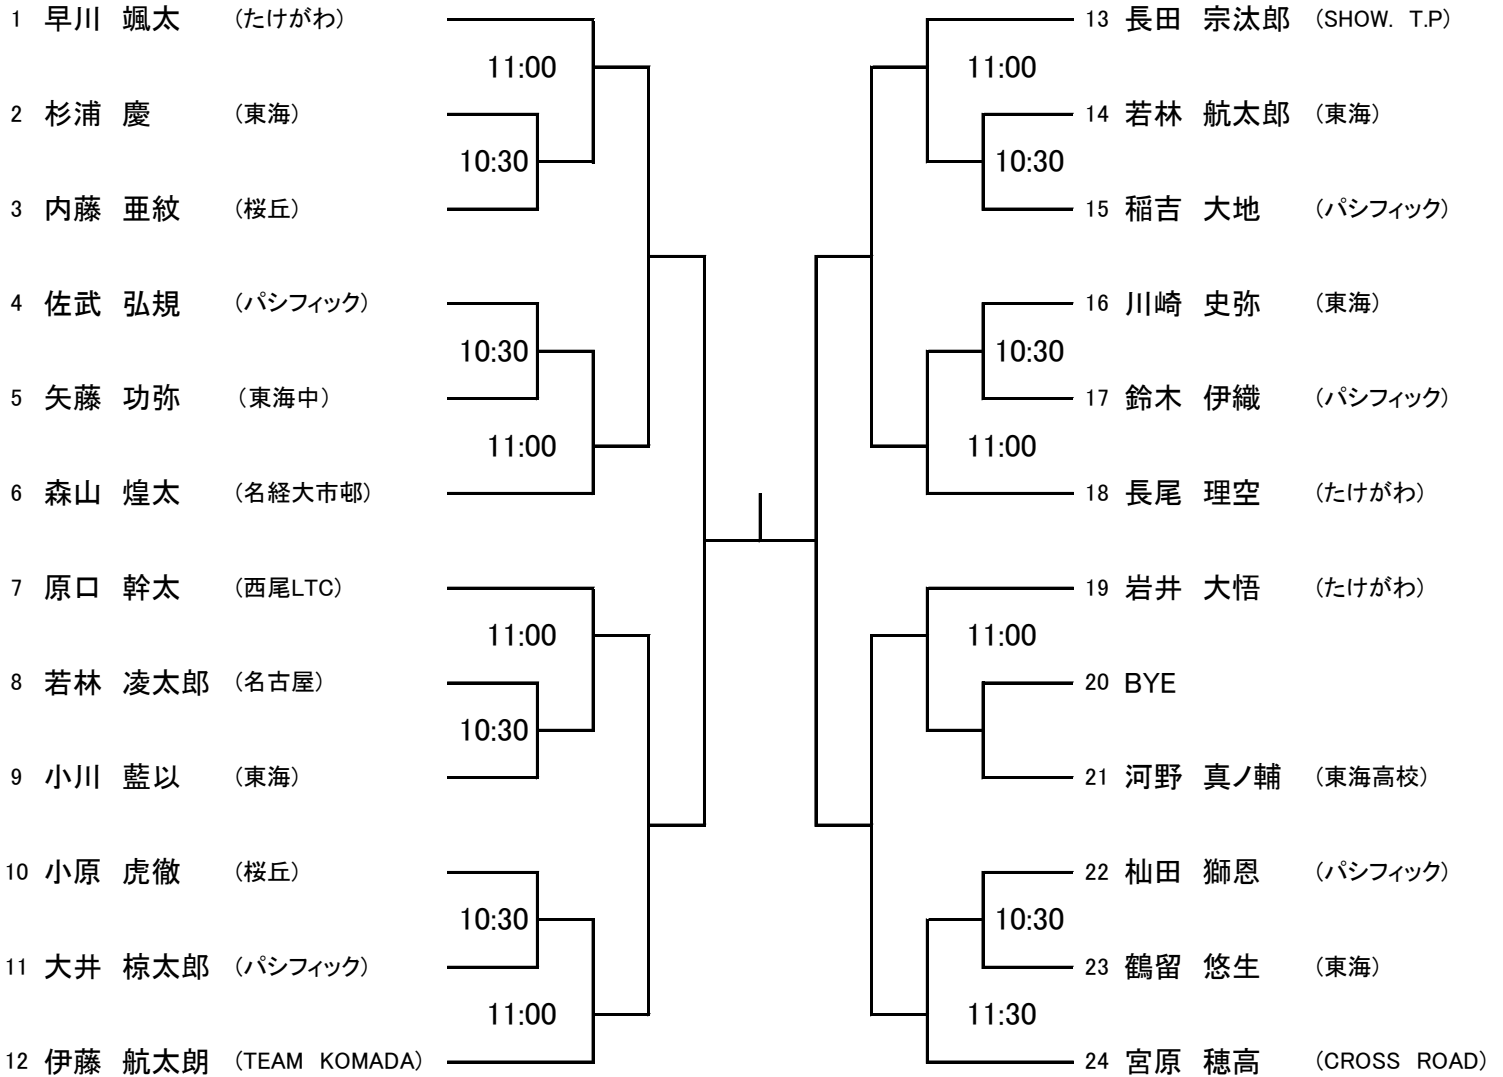 1 早川 颯太 (たけがわ)
11:00
2 杉浦 慶 (東海)
10:30
3 内藤 亜紋 (桜丘)
4 佐武 弘規 (パシフィック)
10:30
5 矢藤 功弥 (東海中)
11:00
6 森山 煌太 (名経大市邨)
7 原口 幹太 (西尾LTC)
11:00
8 若林 凌太郎 (名古屋)
10:30
9 小川 藍以 (東海)
10 小原 虎徹 (桜丘)
10:30
11 大井 椋太郎 (パシフィック)
11:00
12 伊藤 航太朗 (TEAM KOMADA)
13 長田 宗汰郎 (SHOW. T.P)
11:00
14 若林 航太郎 (東海)
10:30
15 稲吉 大地 (パシフィック)
16 川崎 史弥 (東海)
10:30
17 鈴木 伊織 (パシフィック)
11:00
18 長尾 理空 (たけがわ)
19 岩井 大悟 (たけがわ)
11:00
20 BYE
21 河野 真ノ輔 (東海高校)
22 杣田 獅恩 (パシフィック)
10:30
23 鶴留 悠生 (東海)
11:30
24 宮原 穂高 (CROSS ROAD)